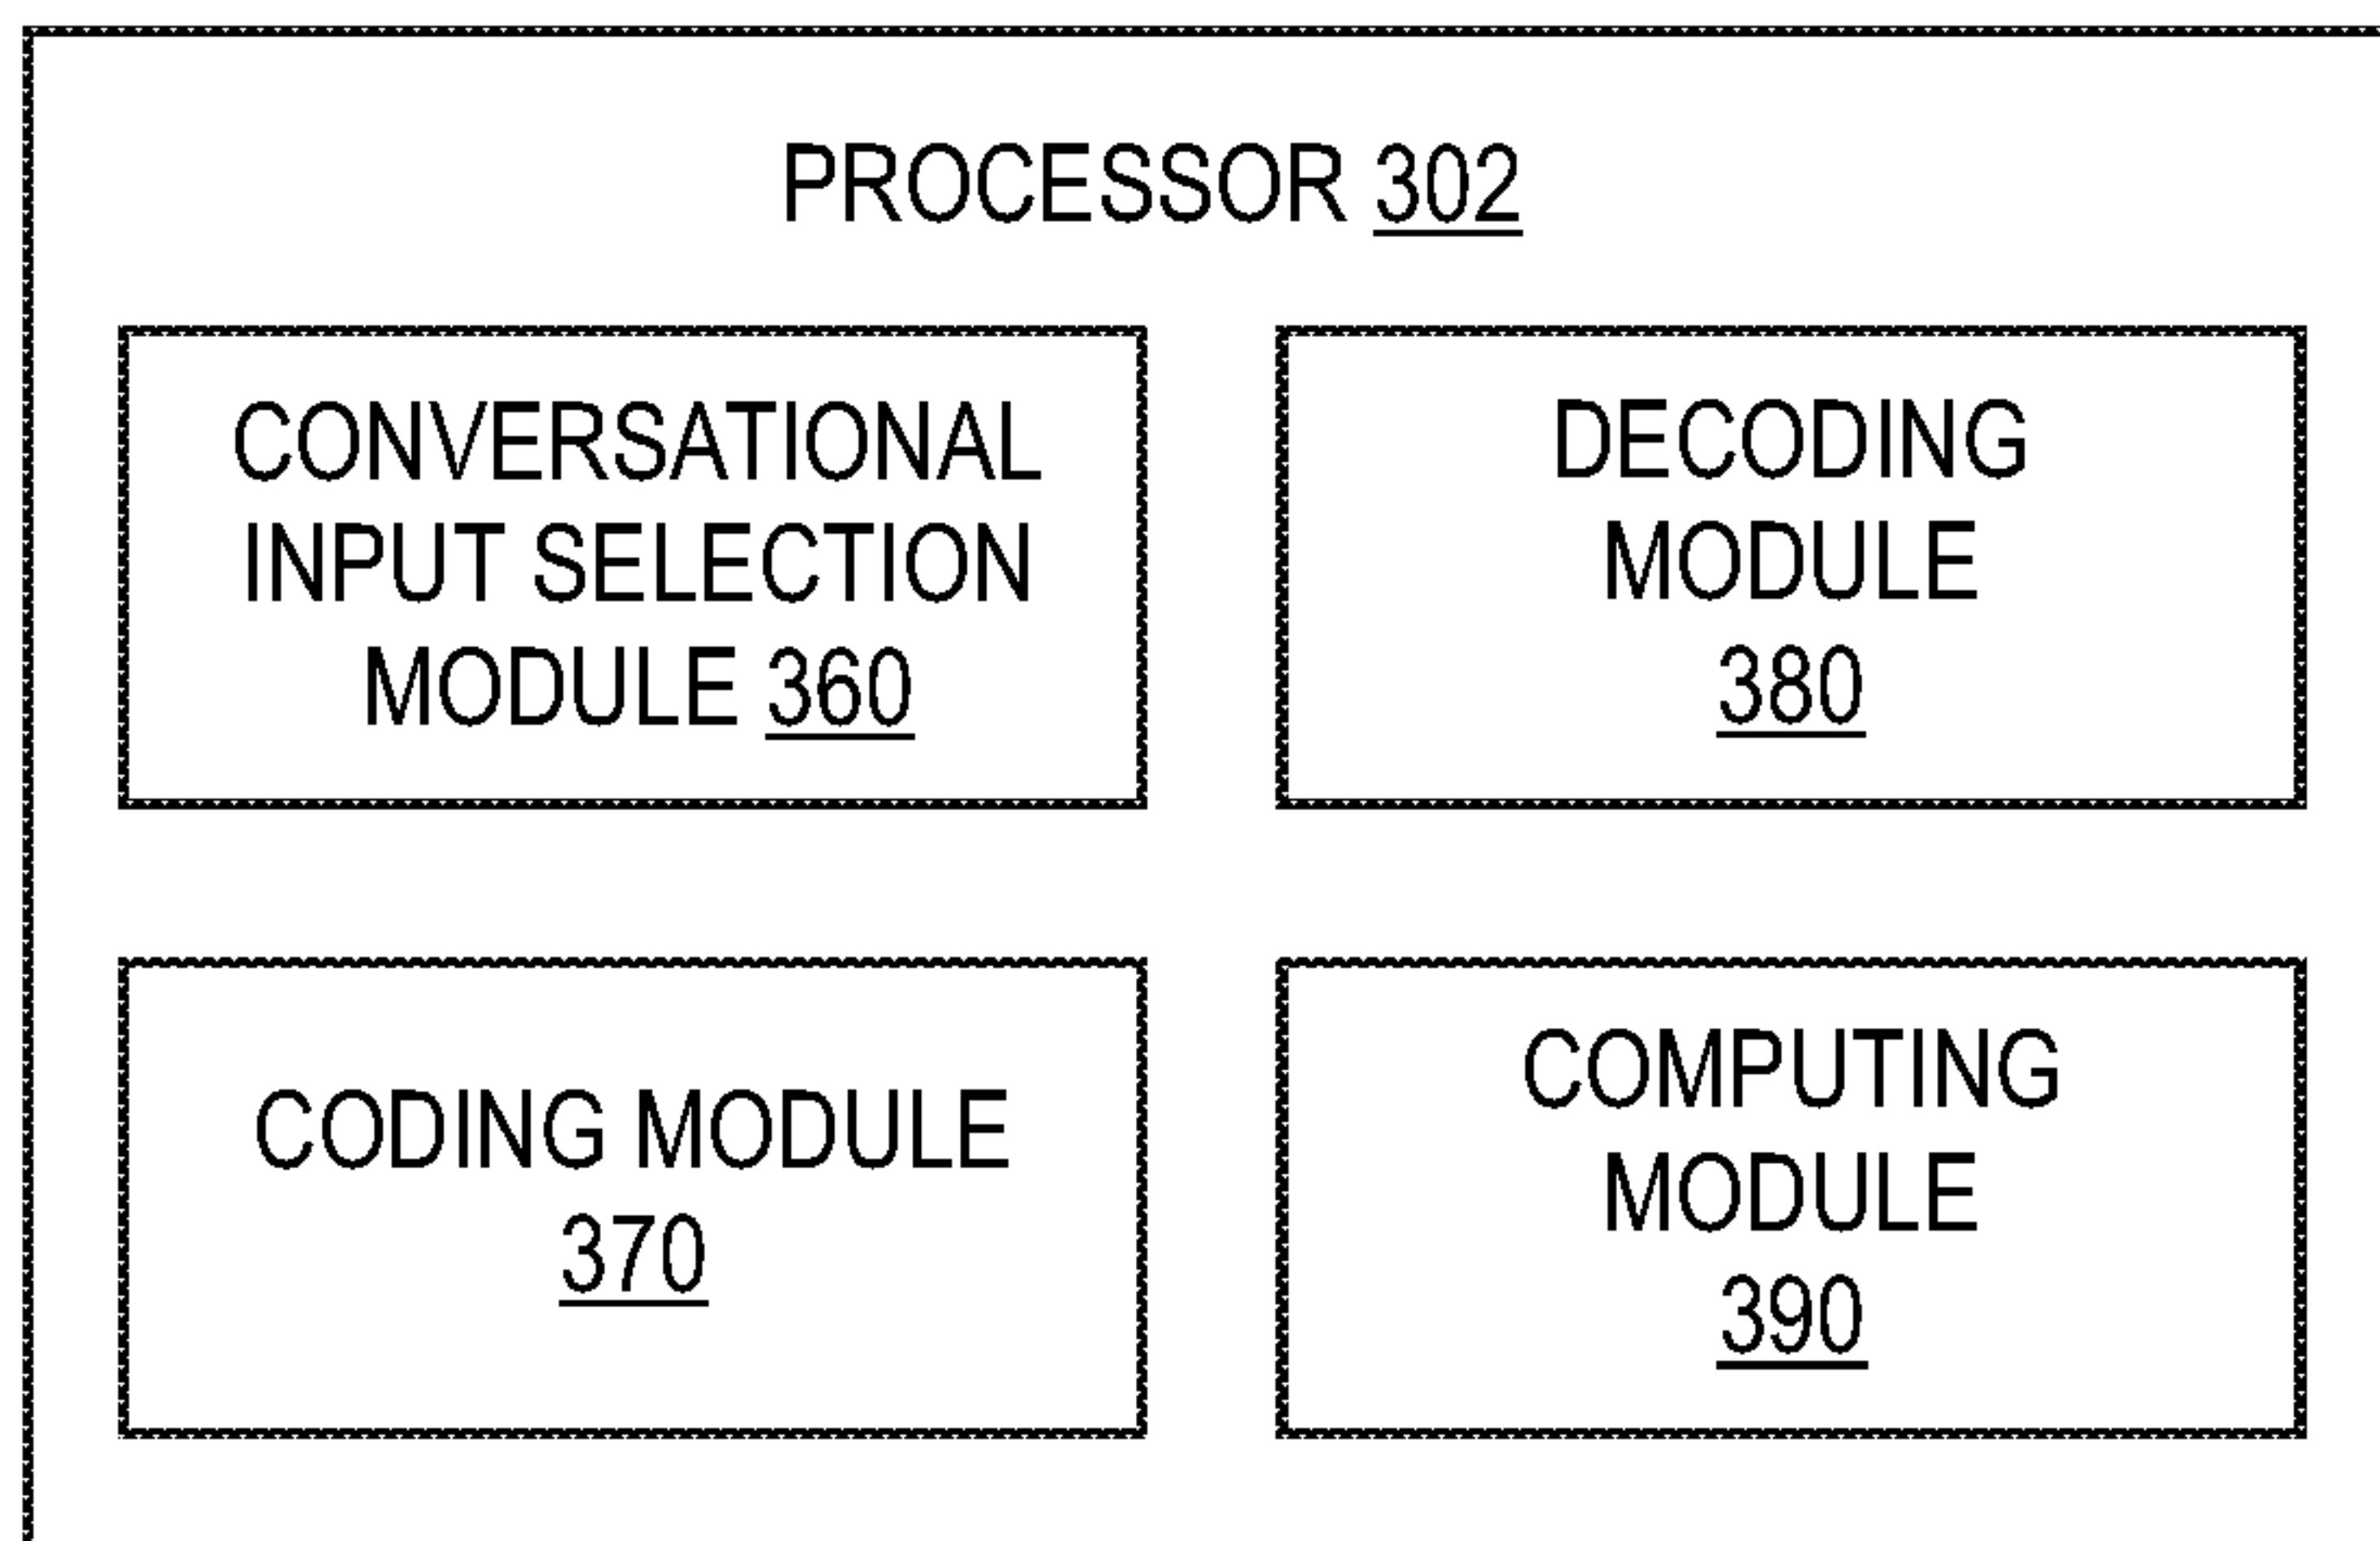 PROCESSOR 302
CONVERSATIONAL
INPUT SELECTION
MODULE 360
DECODING
MODULE
380
CODING MODULE
370
COMPUTING
MODULE
390